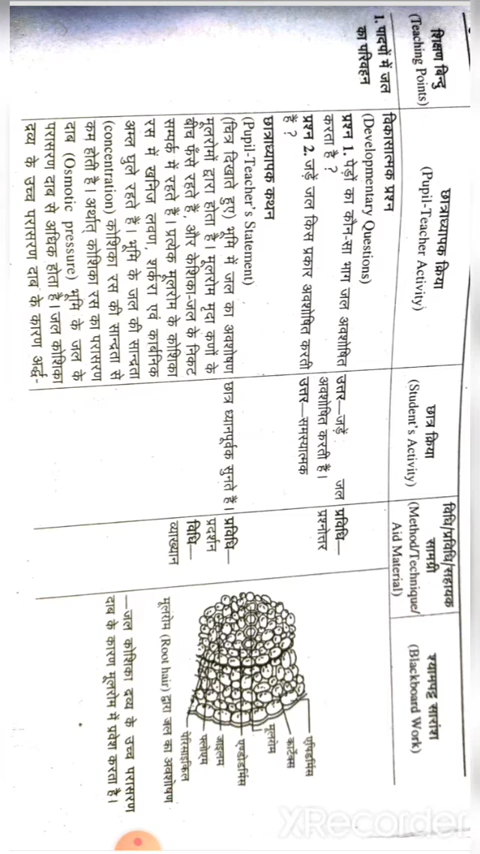 शिक्षण बिन्दु
(Teaching Points)
छात्राध्यापक क्रिया
(Pupil-Teacher Activity)
छात्र क्रिया
(Student's Activity)
विधि/प्रविधि/सहायक
सामग्री
(Method/Technique/
Aid Material)
श्यामपट्ट सारांश
(Blackboard Work)
1. पादपों में जल
का परिवहन
विकासात्मक प्रश्न
(Developmentary Questions)
प्रश्न 1. पेड़ों का कौन-सा भाग जल अवशोषित
करता है ?
प्रश्न 2. जड़ें जल किस प्रकार अवशोषित करती
है ?
छात्राध्यापक कथन
(Pupil-Teacher's Statement)
(चित्र दिखाते हुए) भूमि में जल का अवशोषण
मूलरोमों द्वारा होता है। मूलरोम मृदा कणों के
बीच फँसे रहते हैं, और केशिका-जल के निकट
सम्पर्क में रहते हैं। प्रत्येक मूलरोम के कोशिका
रस में खनिज लवण, शर्करा एवं कार्बनिक
अम्ल घुले रहते हैं। भूमि के जल की सान्द्रता
(concentration) कोशिका रस की सान्द्रता से
कम होती है। अर्थात् कोशिका रस का परासरण
दाब (Osmotic pressure) भूमि के जल के
परासरण दाब से अधिक होता है। जल कोशिका
द्रव्य के उच्च परासरण दाब के कारण अर्द्ध-
उत्तर—जड़ें जल
अवशोषित करती हैं।
उत्तर—समस्यात्मक
छात्र ध्यानपूर्वक सुनते हैं।
प्रविधि—
प्रश्नोत्तर
प्रविधि—
प्रदर्शन
विधि—
व्याख्यान
एपिडर्मिस
कार्टेक्स
मूलरोम
एण्डोडर्मिस
जाइलम
फ्लोएम
पेरिसाइकिल
मूलरोम (Root hair) द्वारा जल का अवशोषण
—जल कोशिका द्रव्य के उच्च परासरण
दाब के कारण मूलरोम में प्रवेश करता है।
XRecorder